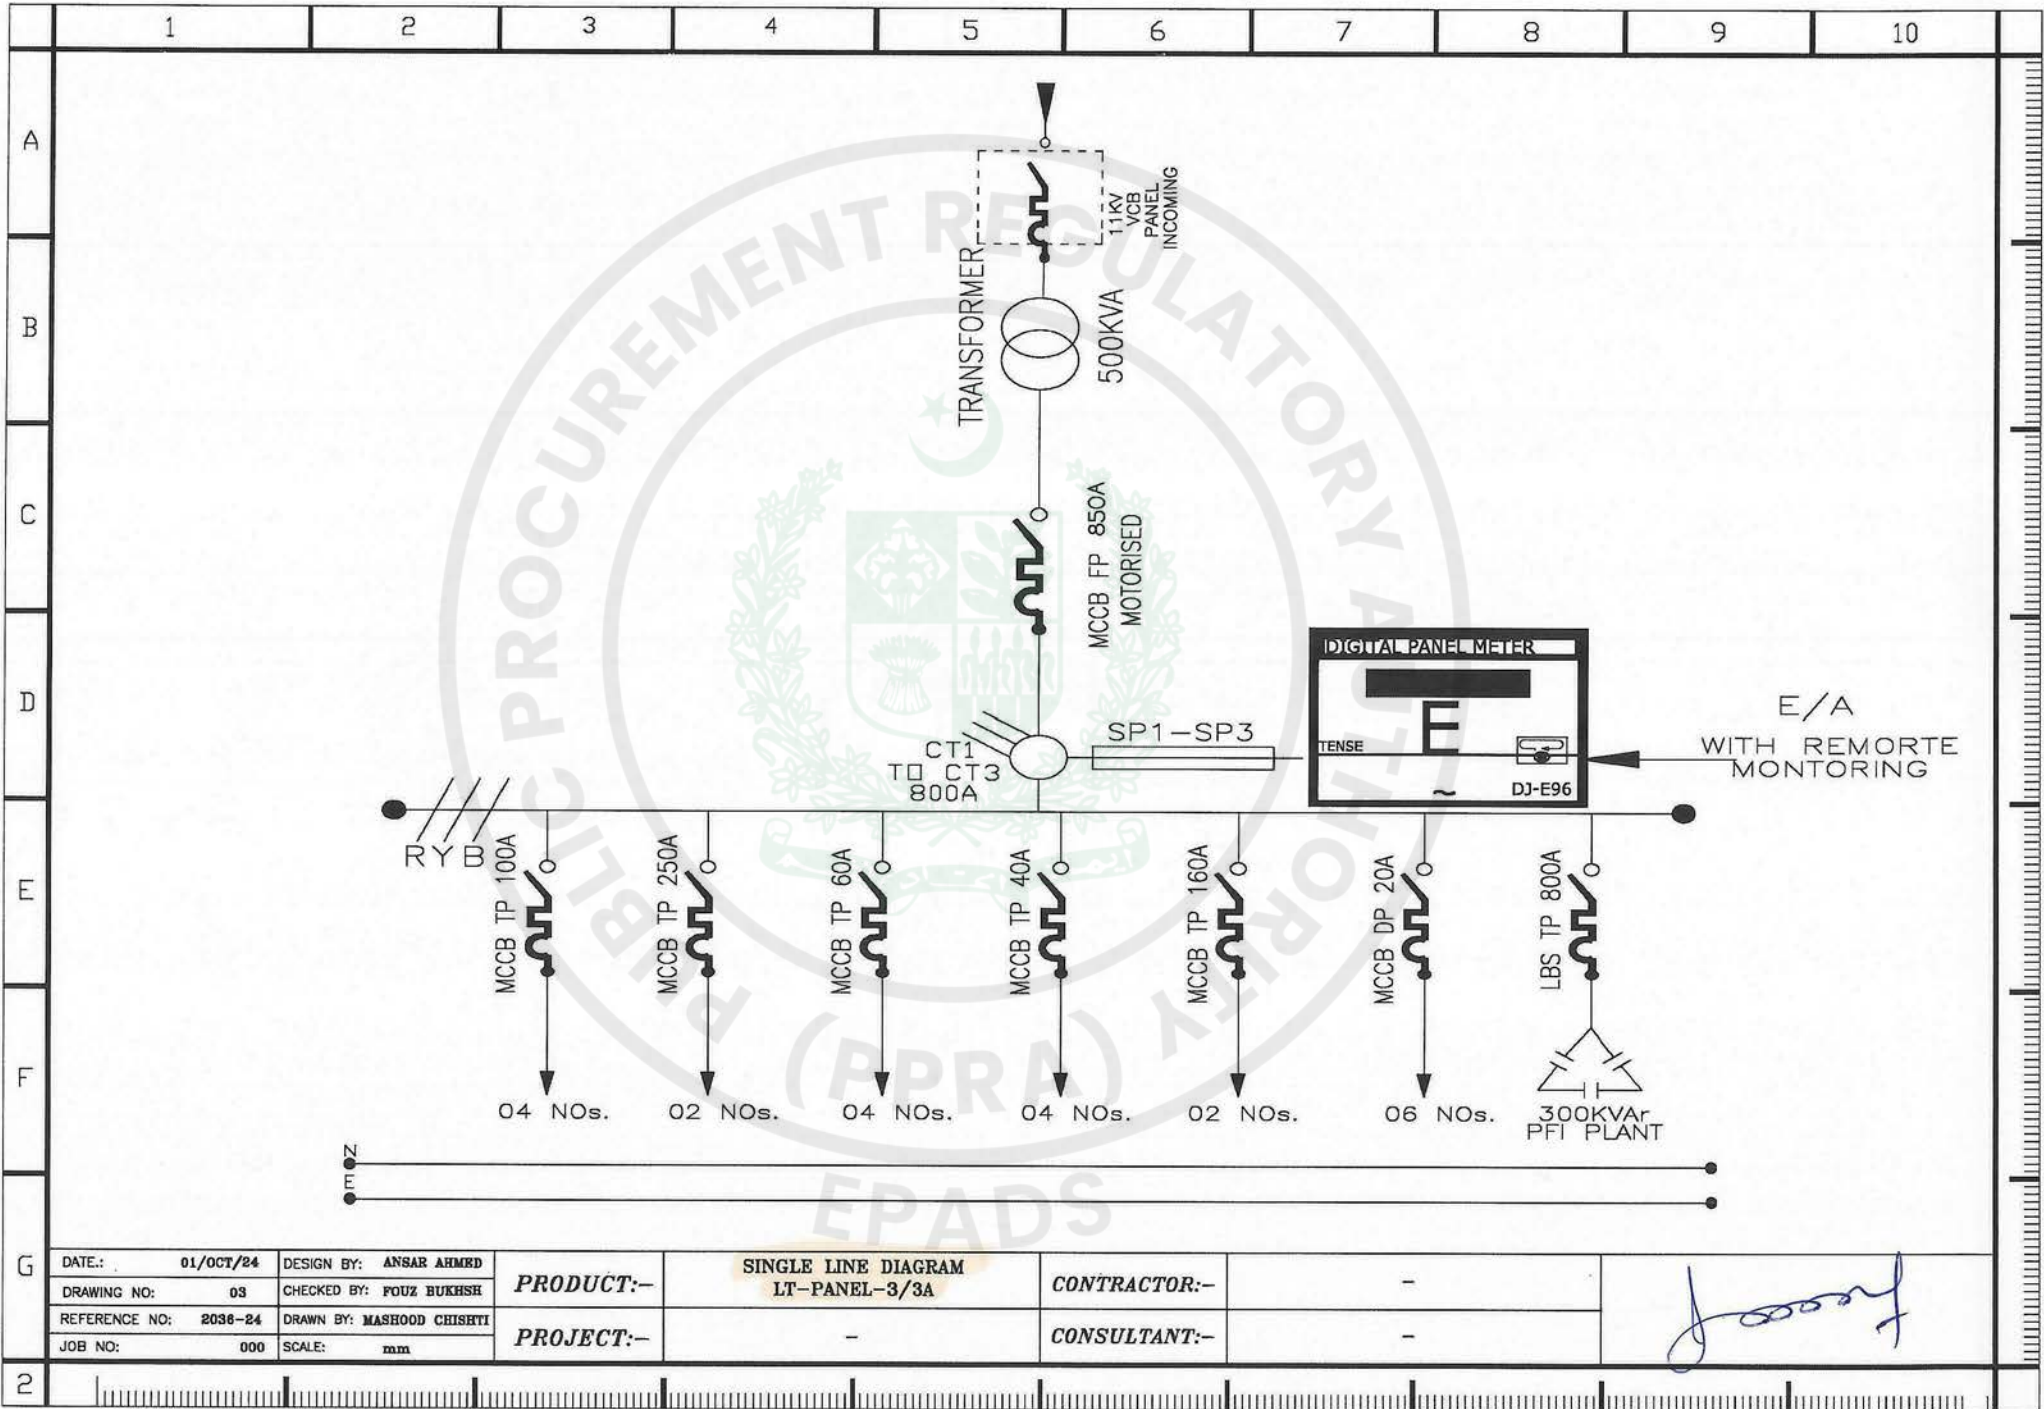 1 2 3 4 5 6 7 8 9 10
A
B
C
D
E
F
G
2
PUBLIC PROCUREMENT REGULATORY AUTHORITY
(PPRA)
EPADS
11KV
VCB
PANEL
INCOMING
TRANSFORMER
500KVA
MCCB FP 850A
MOTORISED
CT1
TO CT3
800A
SP1-SP3
DIGITAL PANEL METER
E
TENSE
~
DJ-E96
E/A
WITH REMORTE
MONTORING
RYB
MCCB TP 100A
MCCB TP 250A
MCCB TP 60A
MCCB TP 40A
MCCB TP 160A
MCCB DP 20A
LBS TP 800A
04 NOs.
02 NOs.
04 NOs.
04 NOs.
02 NOs.
06 NOs.
300KVAr
PFI PLANT
N
E
DATE.: 01/OCT/24
DRAWING NO: 03
REFERENCE NO: 2036-24
JOB NO: 000
DESIGN BY: ANSAR AHMED
CHECKED BY: FOUZ BUKHSH
DRAWN BY: MASHOOD CHISHTI
SCALE: mm
PRODUCT:-
SINGLE LINE DIAGRAM
LT-PANEL-3/3A
CONTRACTOR:- -
PROJECT:- -
CONSULTANT:- -